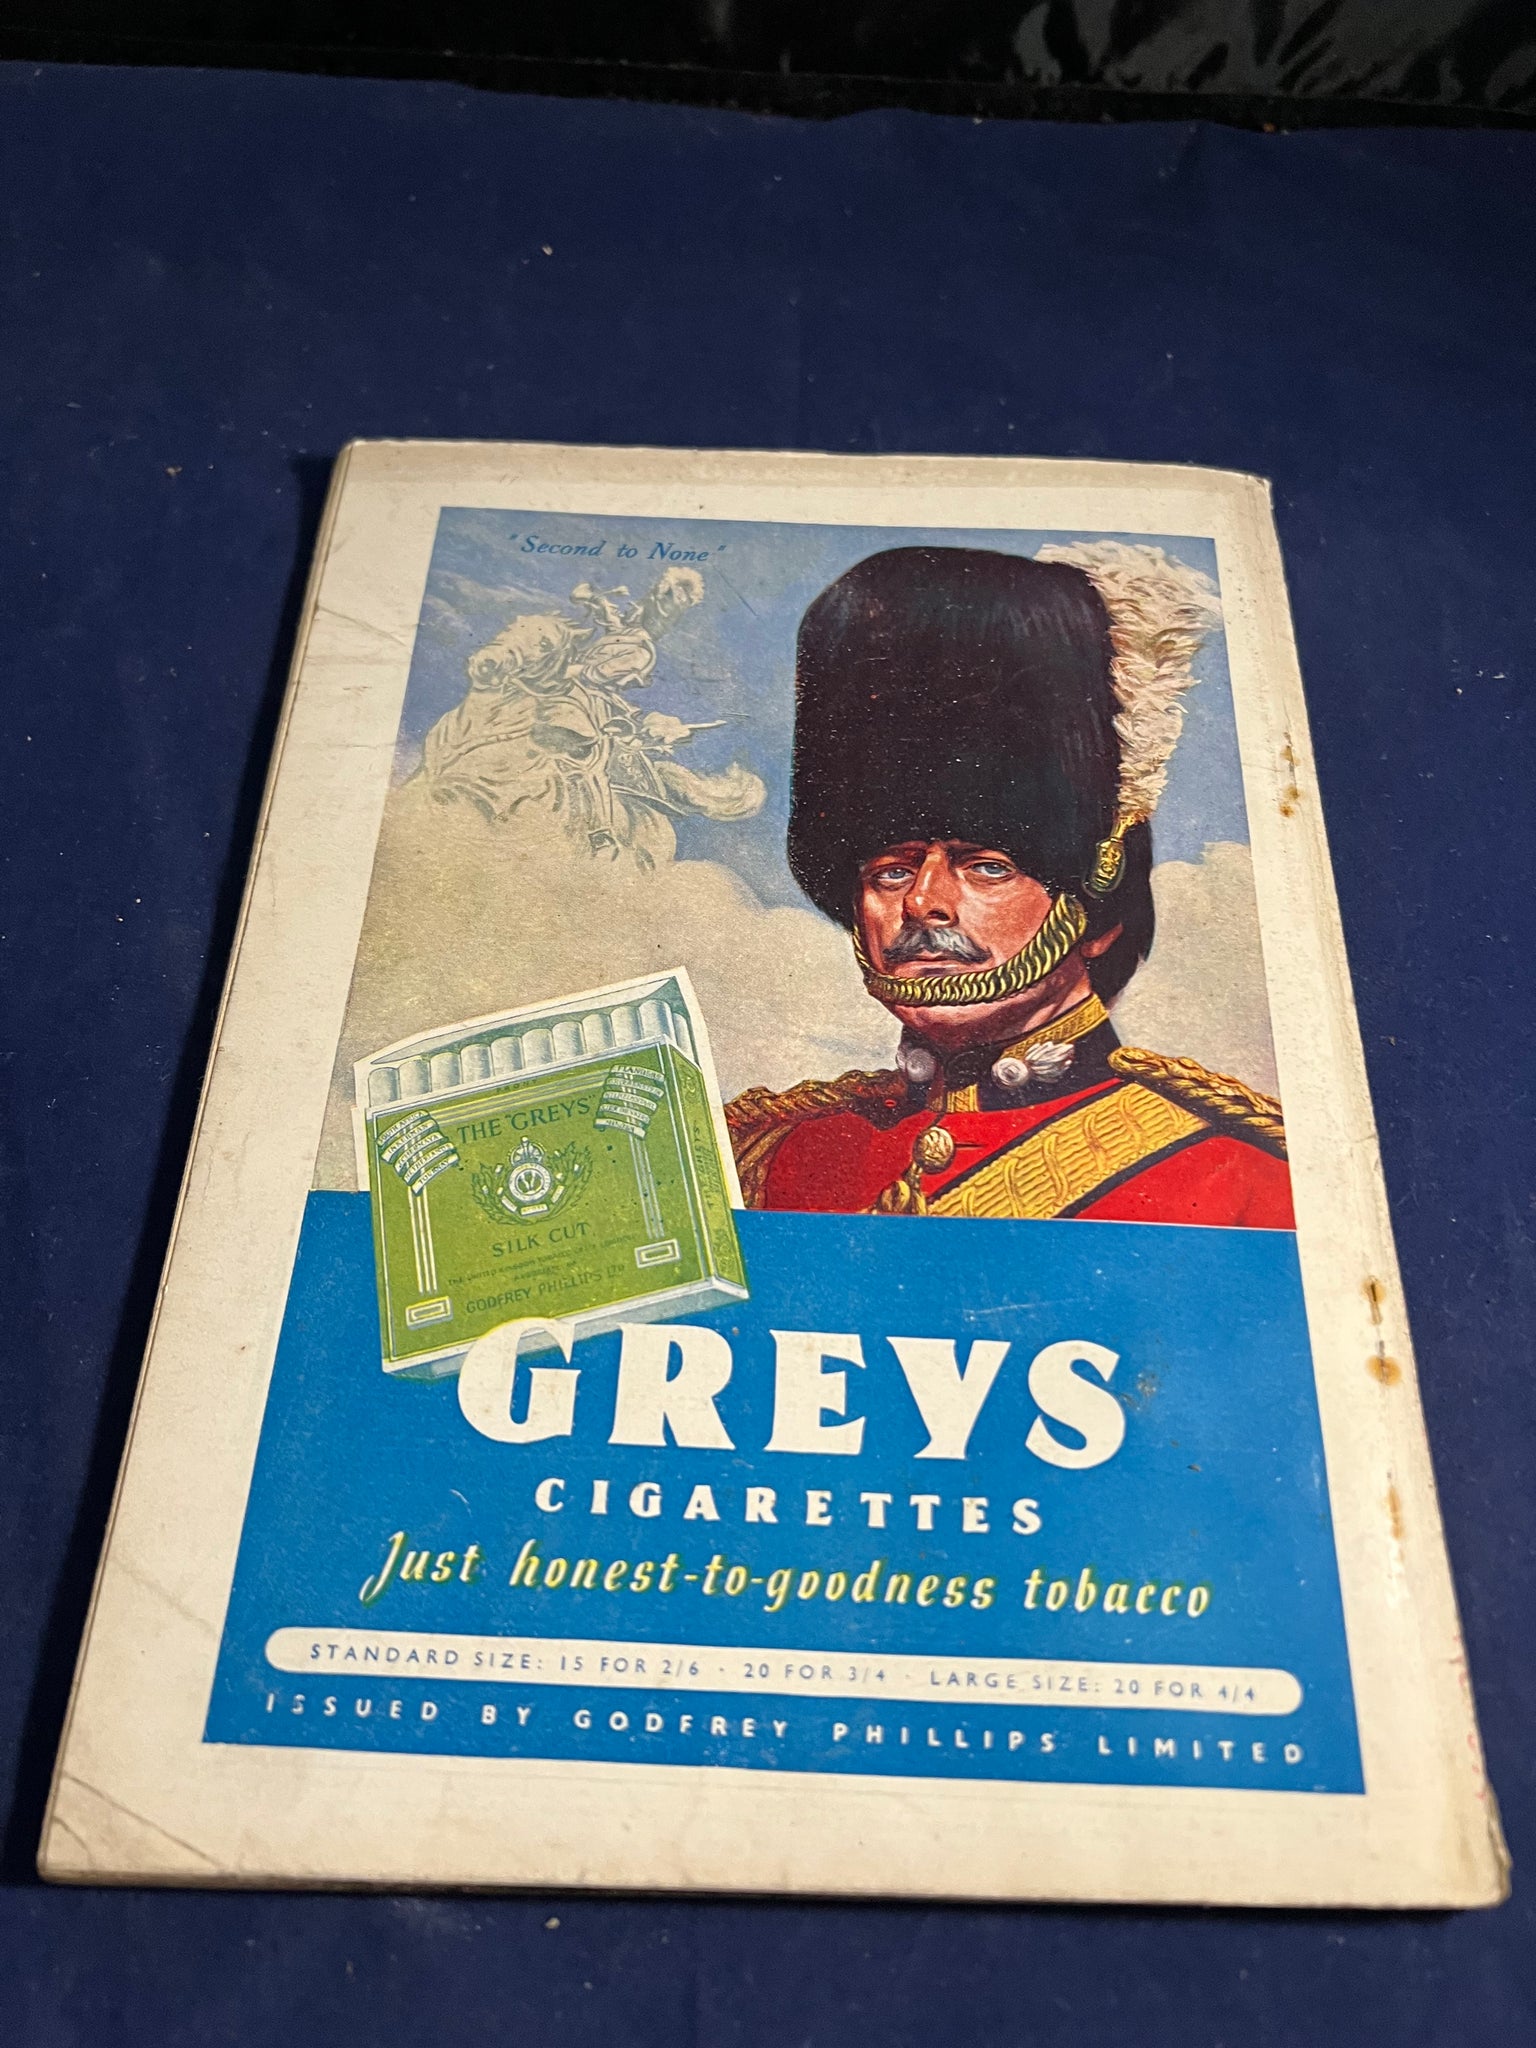 "Second to None"
THE "GREYS"
SILK CUT
GODFREY PHILLIPS LTD
GREYS
CIGARETTES
Just honest-to-goodness tobacco
STANDARD SIZE: 15 FOR 2/6 · 20 FOR 3/4 · LARGE SIZE: 20 FOR 4/4
ISSUED BY GODFREY PHILLIPS LIMITED